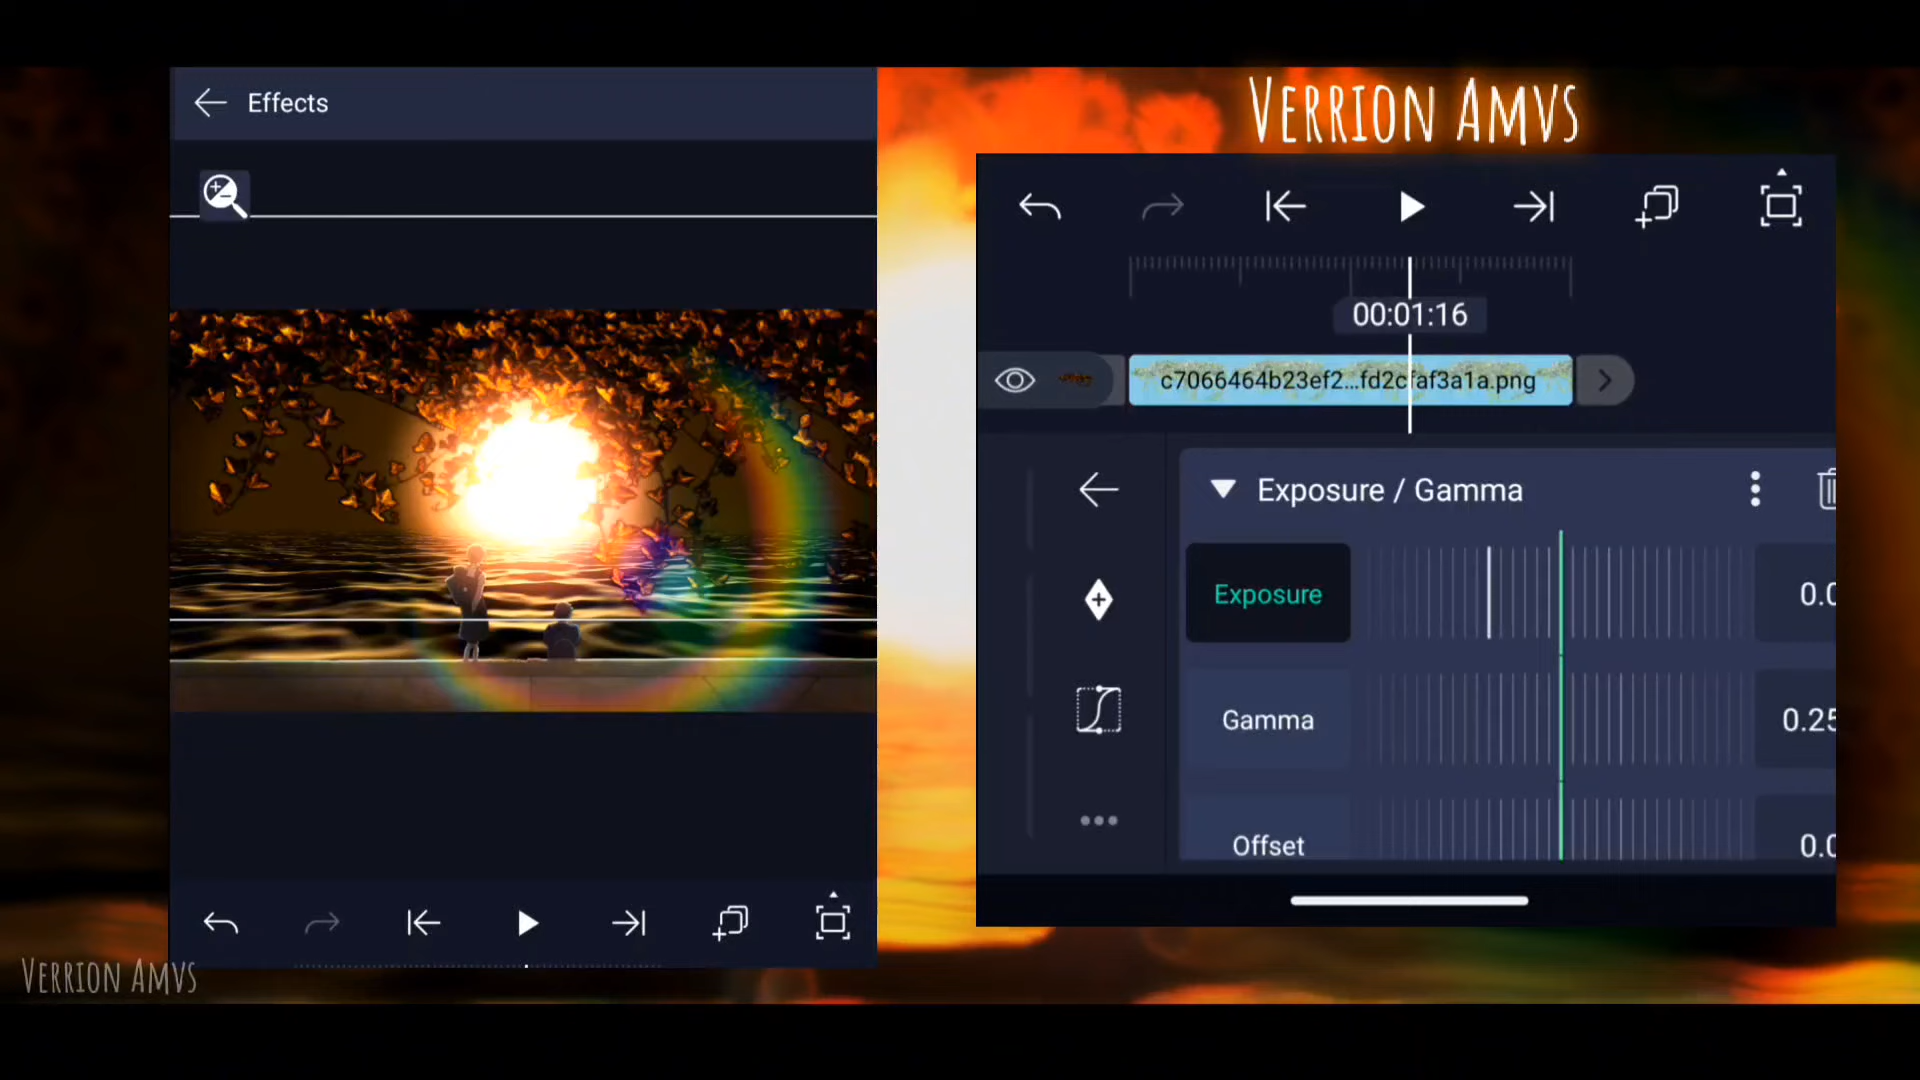 Effects
VERRION AMVS
00:01:16
c7066464b23ef2...fd2cfaf3a1a.png
Exposure / Gamma
Exposure
0.0
Gamma
0.25
Offset
0.0
VERRION AMVS